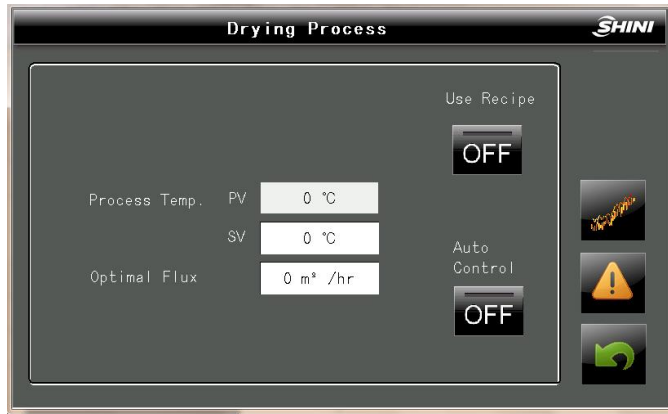 Drying Process
SHINI
Use Recipe
OFF
Process Temp. PV 0 ℃
SV 0 ℃
Auto
Control
Optimal Flux 0 m³ /hr
OFF